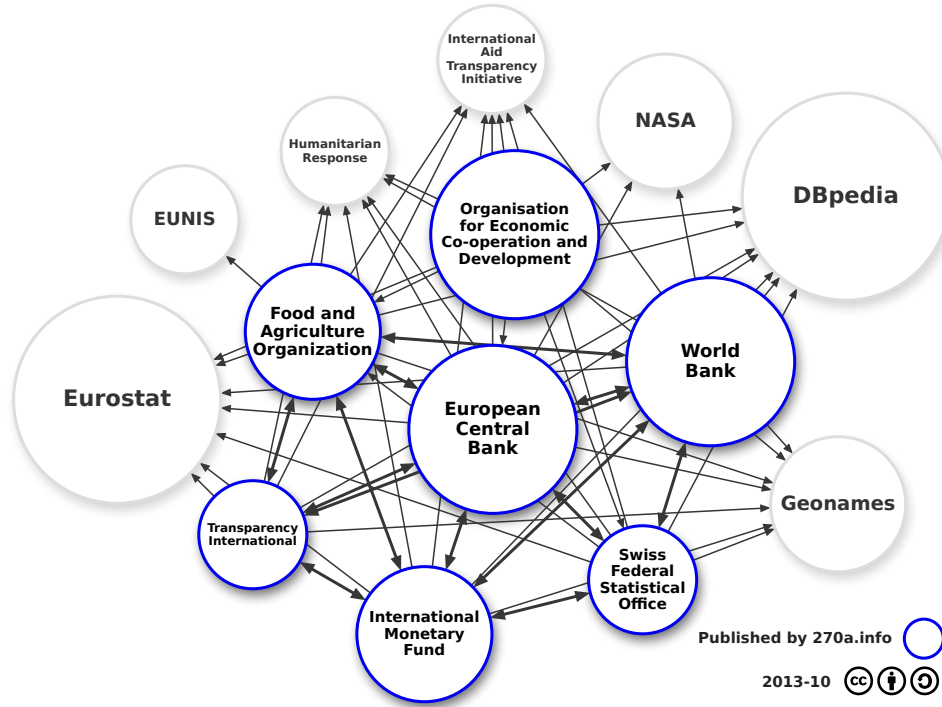 International
Aid
Transparency
Initiative
NASA
Humanitarian
Response
DBpedia
EUNIS
Organisation
for Economic
Co-operation and
Development
Food and
Agriculture
Organization
World
Bank
Eurostat
European
Central
Bank
Geonames
Transparency
International
Swiss
Federal
Statistical
Office
International
Monetary
Fund
Published by 270a.info
2013-10
cc